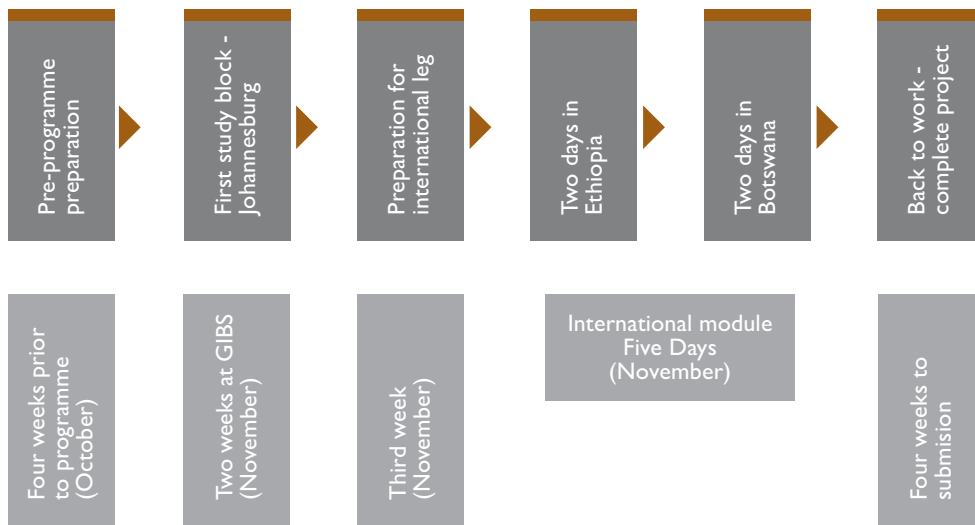 Pre-programme
preparation
First study block -
Johannesburg
Preparation for
international leg
Two days in
Ethiopia
Two days in
Botswana
Back to work -
complete project
Four weeks prior
to programme
(October)
Two weeks at GIBS
(November)
Third week
(November)
International module
Five Days
(November)
Four weeks to
submision